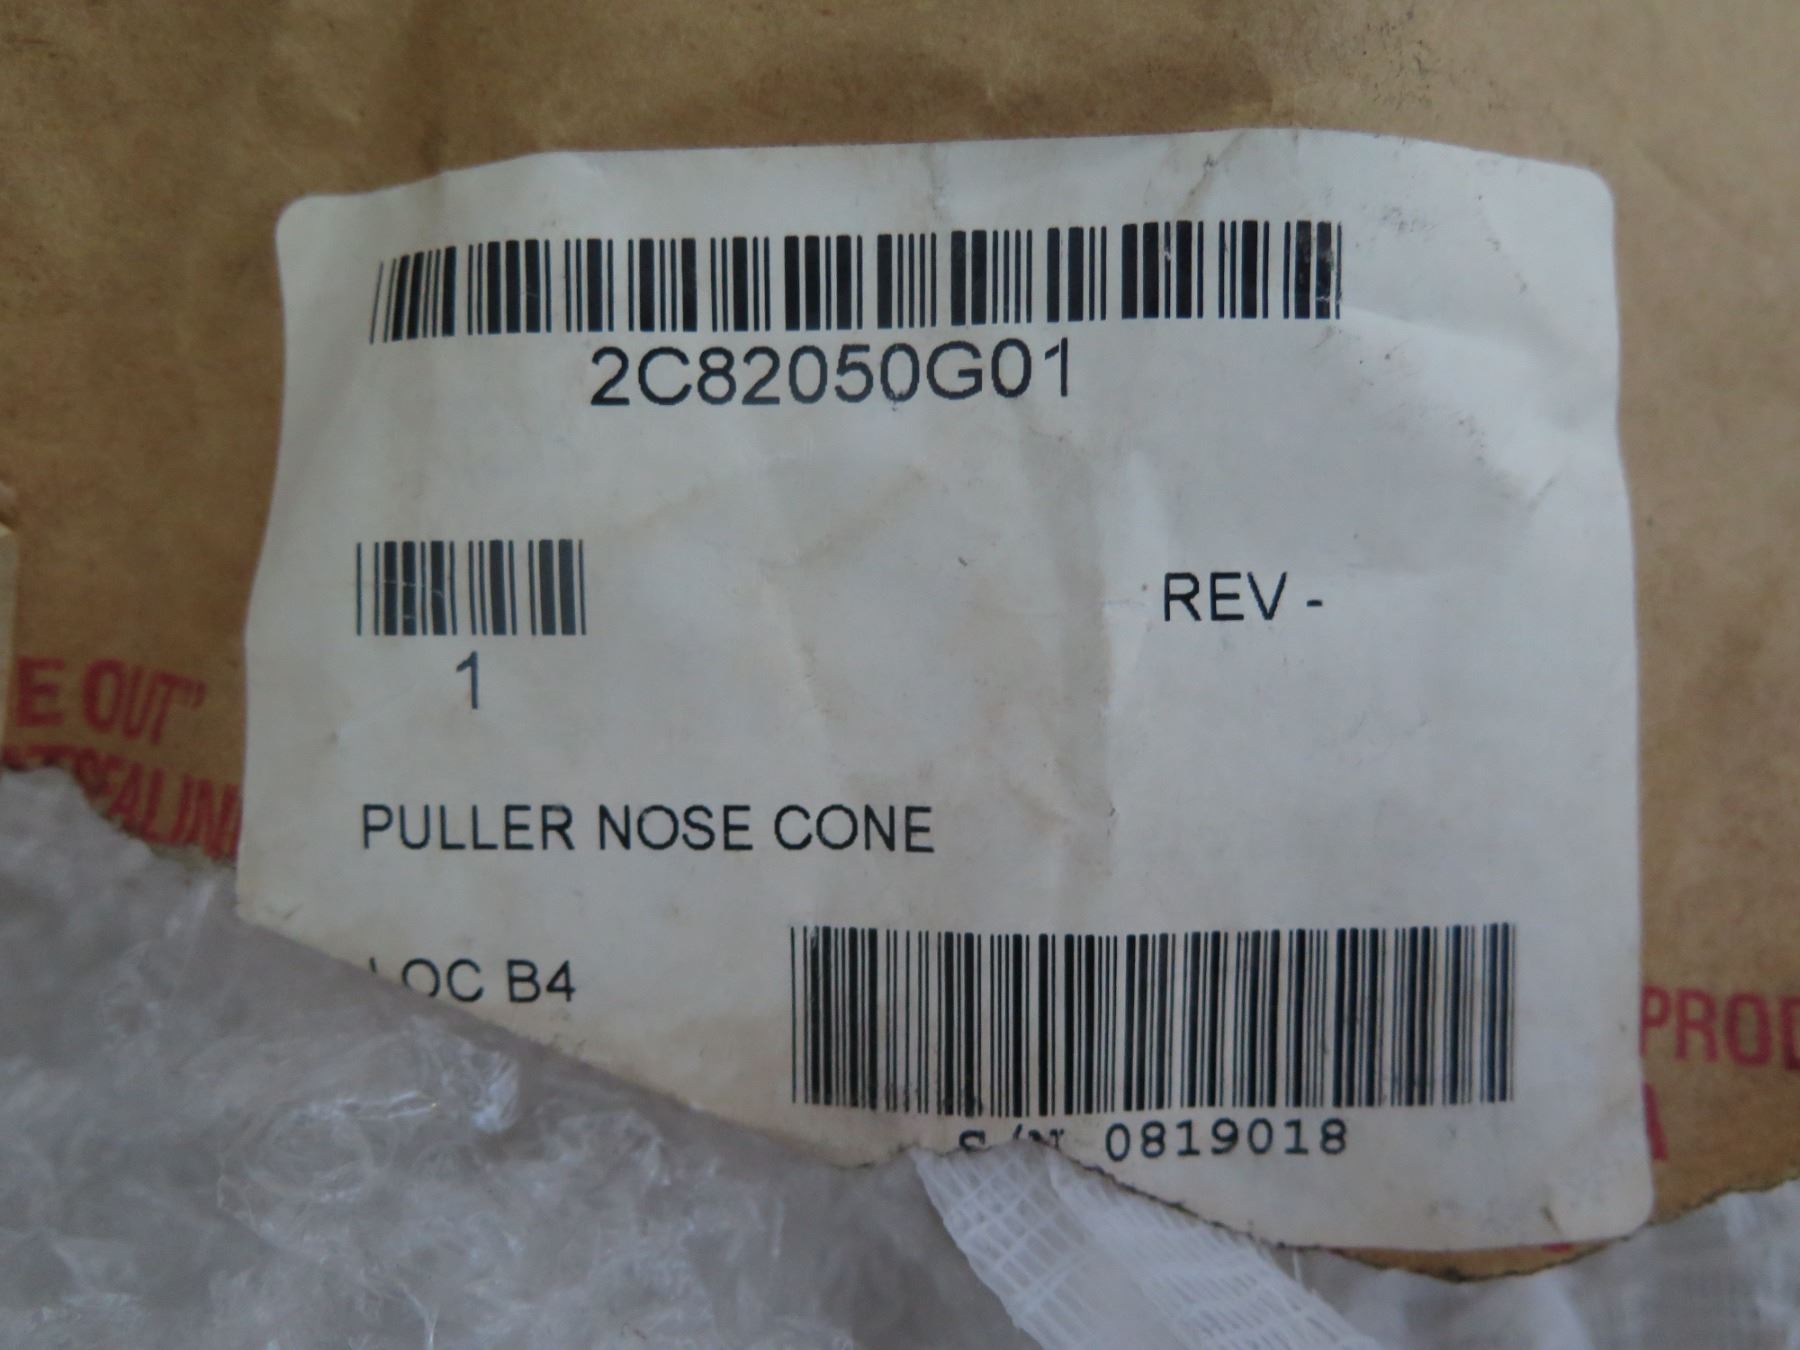 2C82050G01
1
REV -
PULLER NOSE CONE
LOC B4
S/N 0819018
E OUT"
PROD